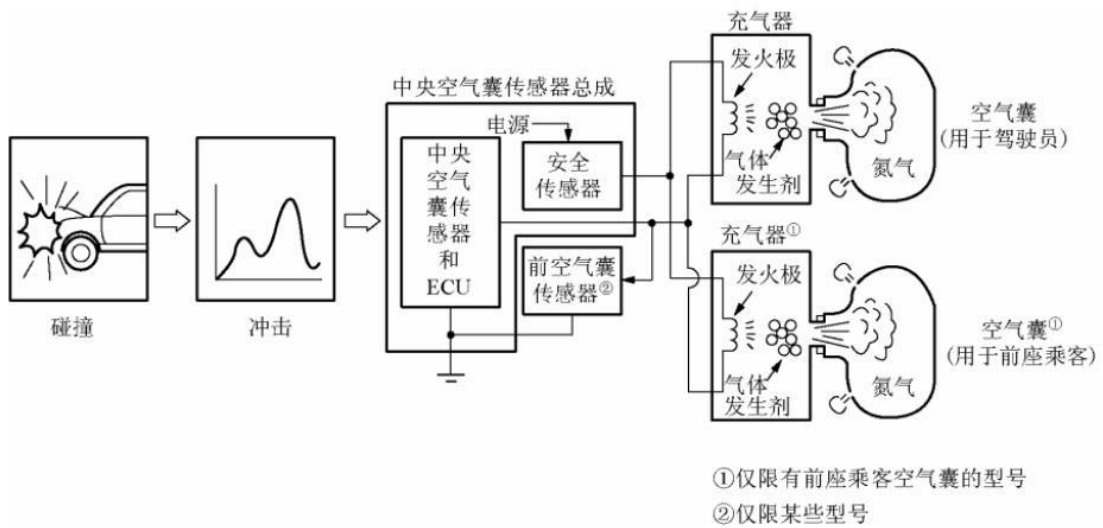 碰撞
冲击
中央空气囊传感器总成
电源
中央空气囊传感器和ECU
安全
传感器
前空气囊
传感器②
充气器
发火极
气体
发生剂
氮气
空气囊
(用于驾驶员)
充气器①
发火极
气体
发生剂
氮气
空气囊①
(用于前座乘客)
①仅限有前座乘客空气囊的型号
②仅限某些型号